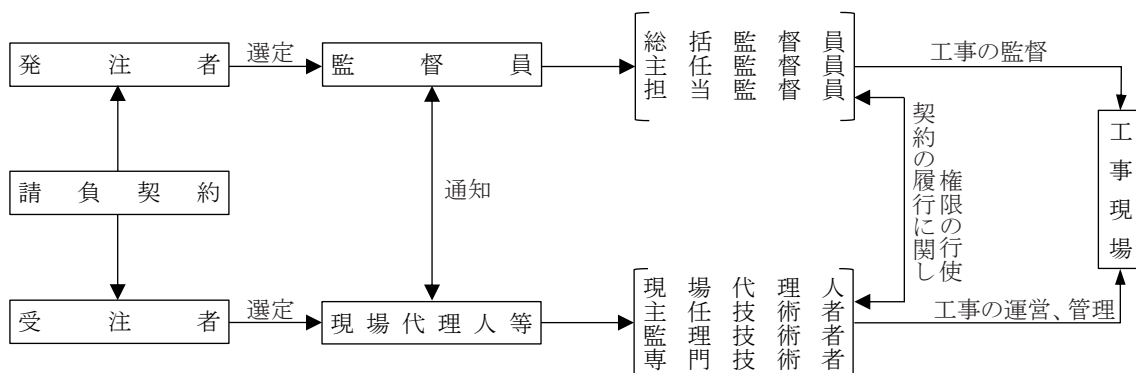 発注者
選定
監督員
総括監督員
主任監督員
担当監督員
工事の監督
請負契約
通知
契約の履行に関し
権限の行使
工事現場
受注者
選定
現場代理人等
現場代理人
主任技術者
監理技術者
専門技術者
工事の運営、管理